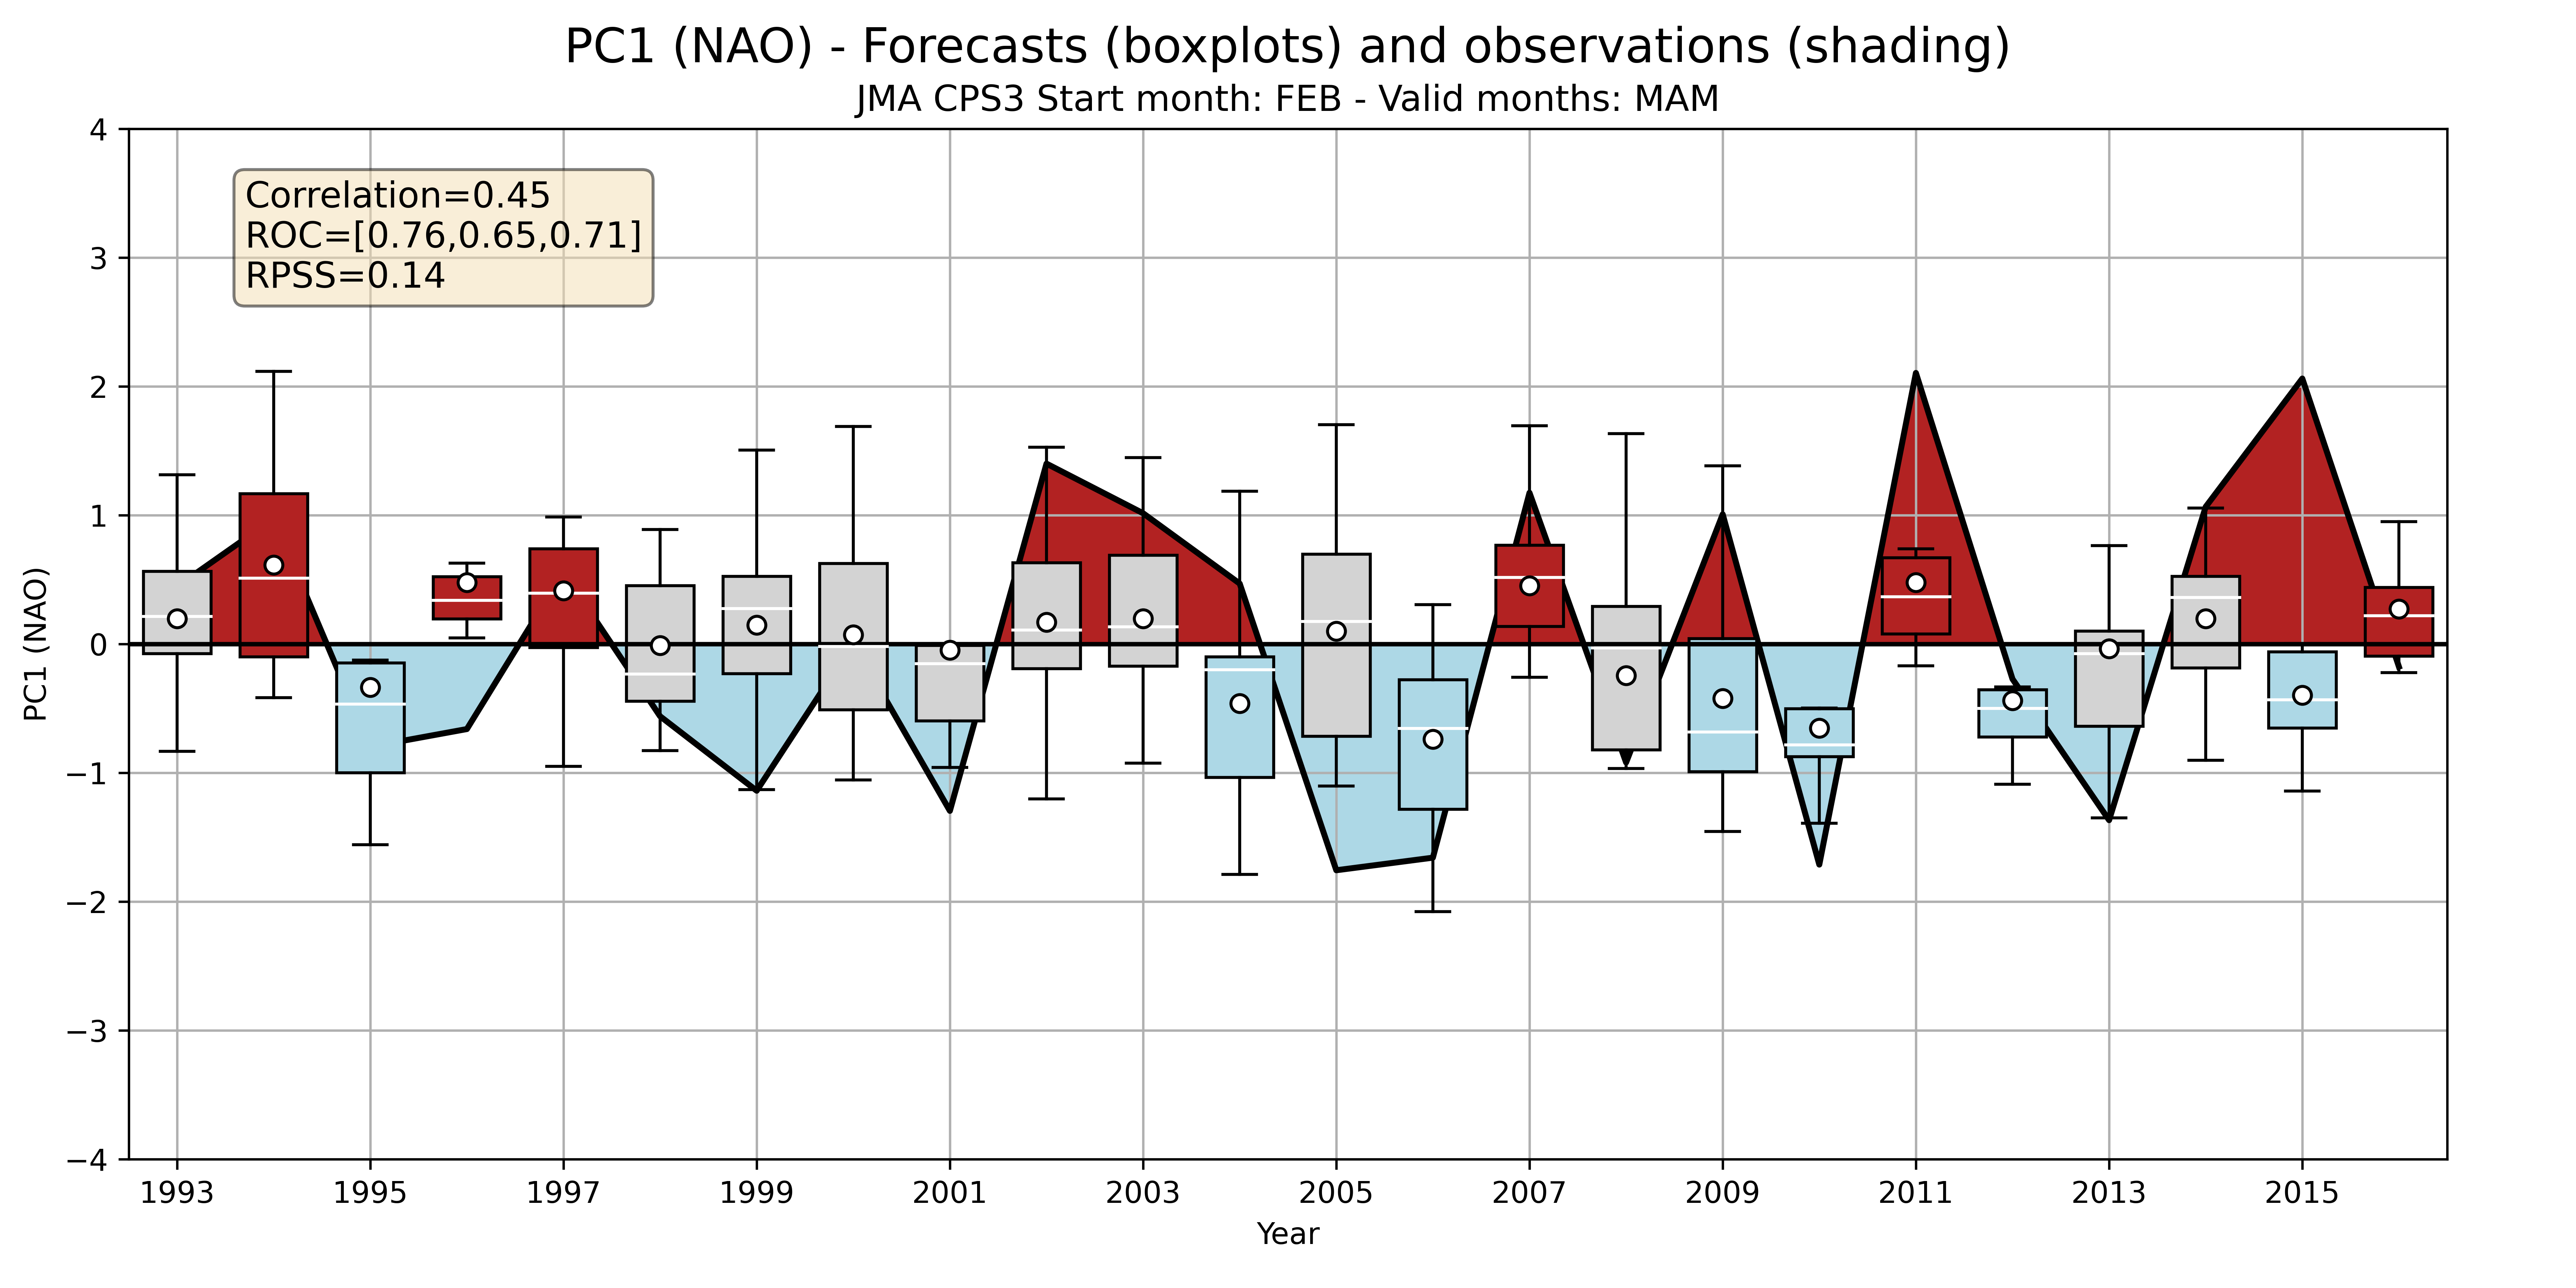 PC1 (NAO) - Forecasts (boxplots) and observations (shading)
JMA CPS3 Start month: FEB - Valid months: MAM
Correlation=0.45
ROC=[0.76,0.65,0.71]
RPSS=0.14
PC1 (NAO)
4
3
2
1
0
−1
−2
−3
−4
1993 1995 1997 1999 2001 2003 2005 2007 2009 2011 2013 2015
Year